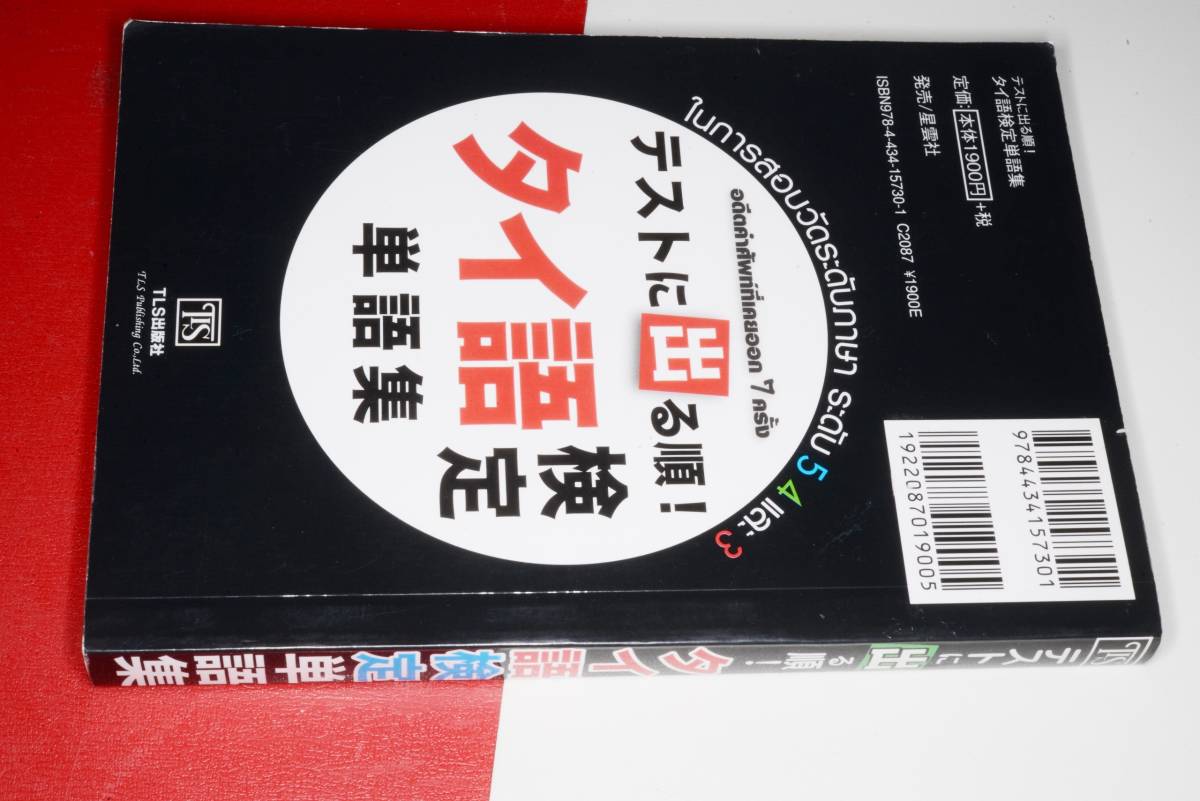 テストに出る順！
タイ語検定単語集
定価：本体1900円+税
発売/星雲社
ISBN978-4-434-15730-1 C2087 ¥1900E
9784434157301
1922087019005
ในการสอบวัดระดับภาษา ระดับ 5 4 และ 3
อดีตคำศัพท์ที่เคยออก 7 ครั้ง
テストに出る順！
タイ語検定
単語集
TLS
TLS出版社
TLS Publishing Co.,Ltd.
TLS
テストに出る順！タイ語検定単語集